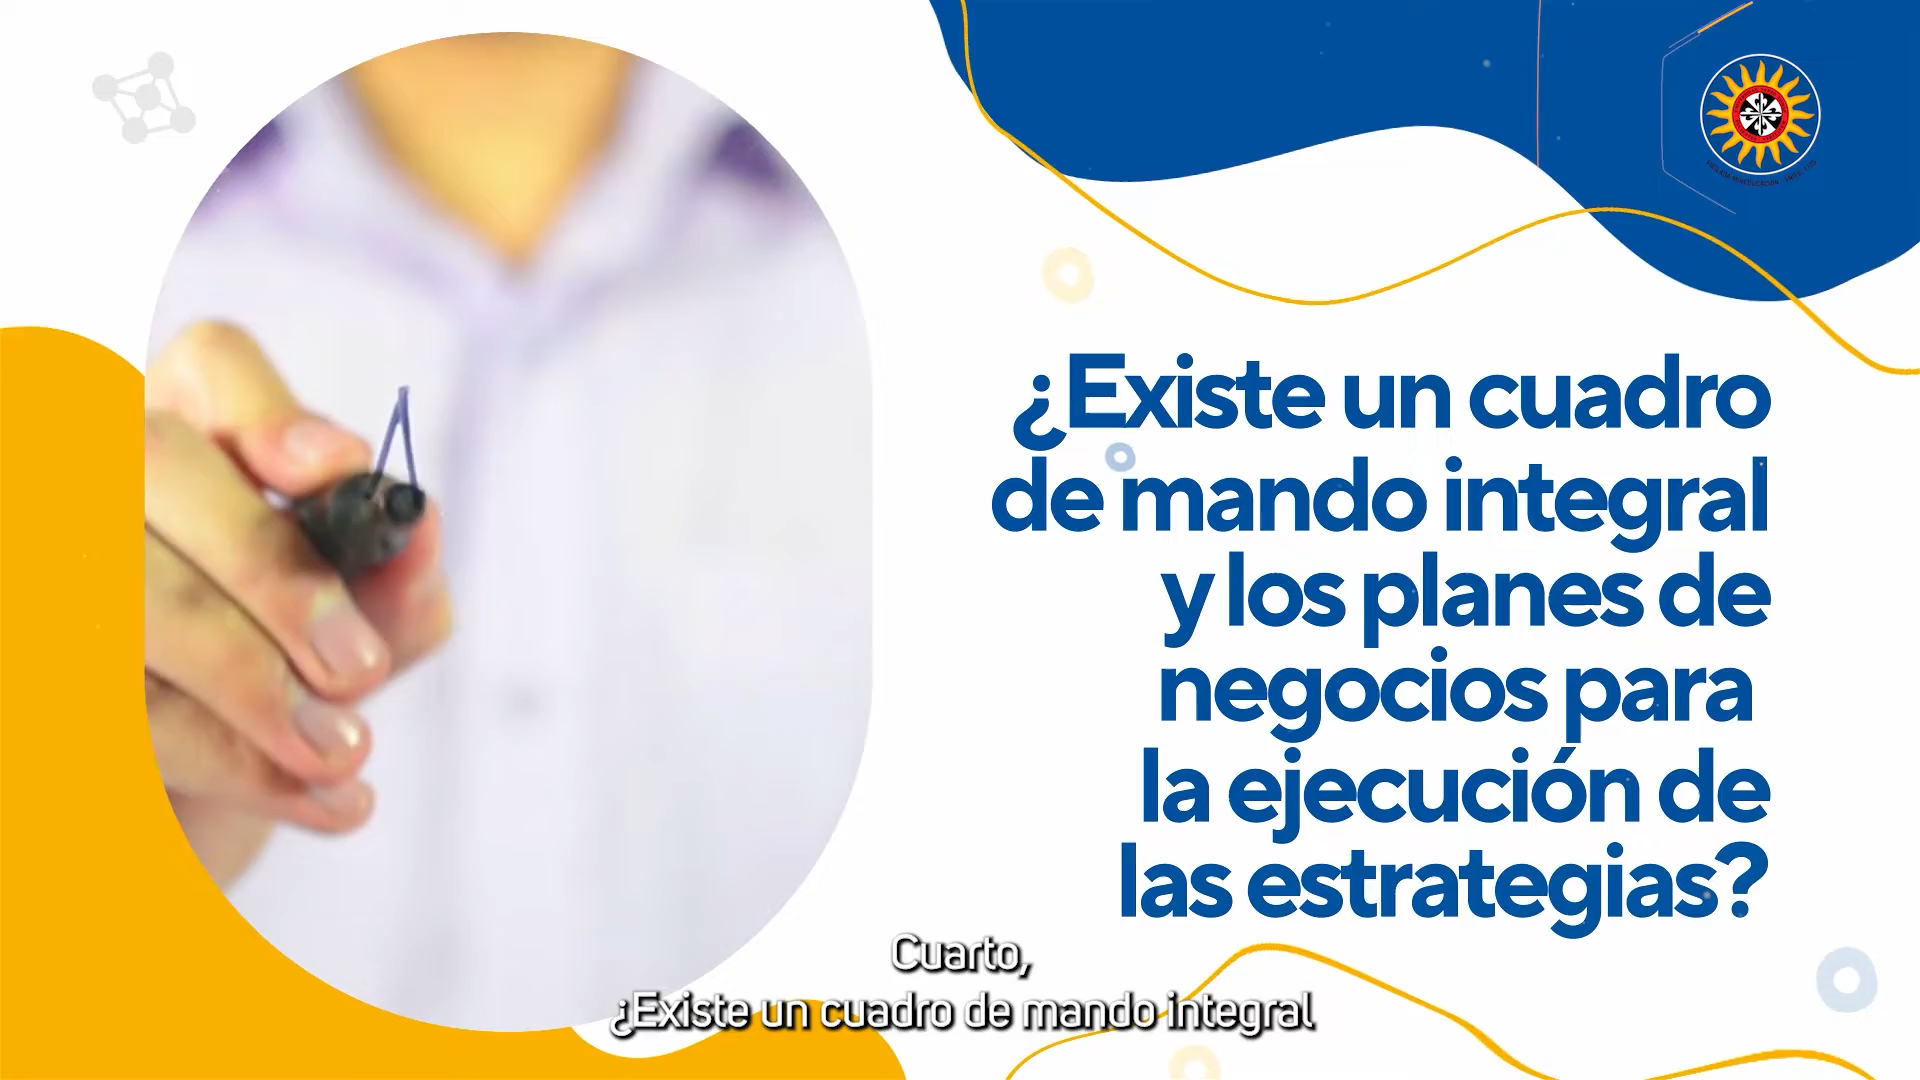 ¿Existe un cuadro
de mando integral
y los planes de
negocios para
la ejecución de
las estrategias?
Cuarto,
¿Existe un cuadro de mando integral